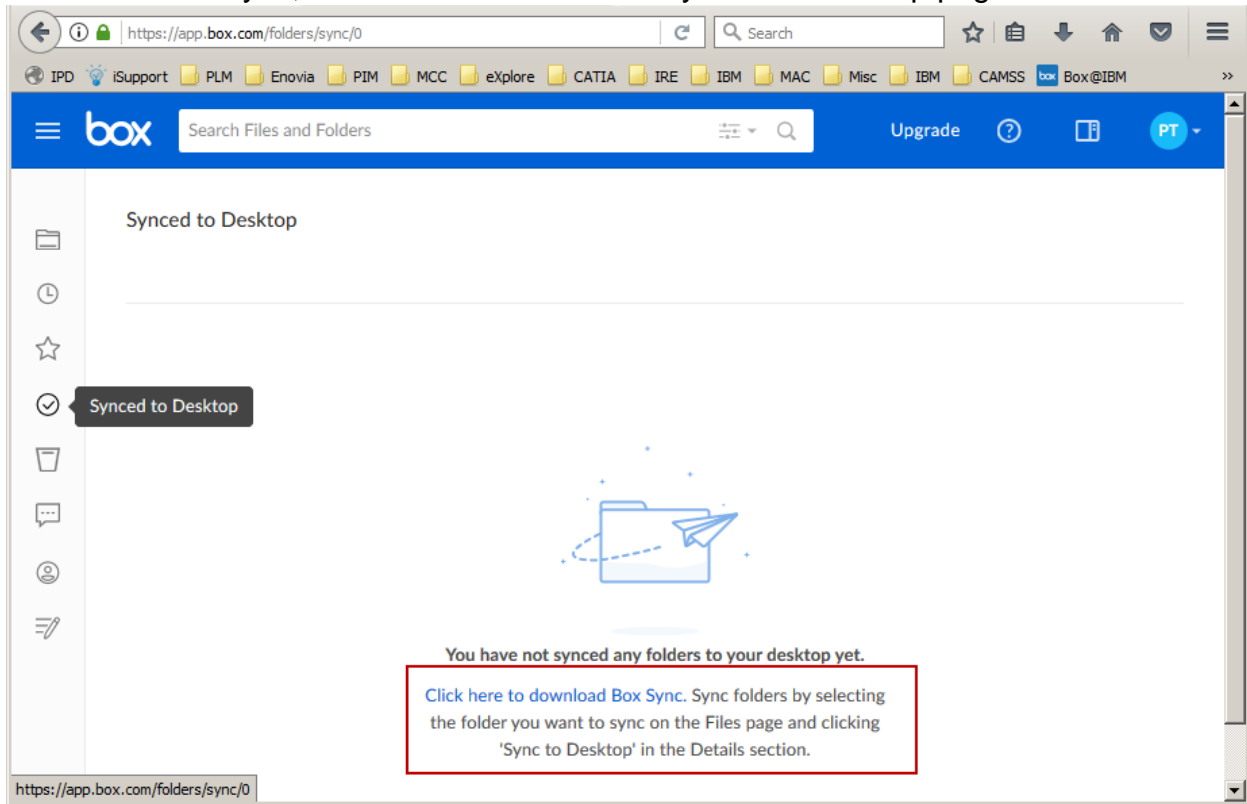 https://app.box.com/folders/sync/0 Search
IPD iSupport PLM Enovia PIM MCC eXplore CATIA IRE IBM MAC Misc IBM CAMSS box Box@IBM »
box Search Files and Folders Upgrade ? PT
Synced to Desktop
Synced to Desktop
You have not synced any folders to your desktop yet.
Click here to download Box Sync. Sync folders by selecting
the folder you want to sync on the Files page and clicking
'Sync to Desktop' in the Details section.
https://app.box.com/folders/sync/0